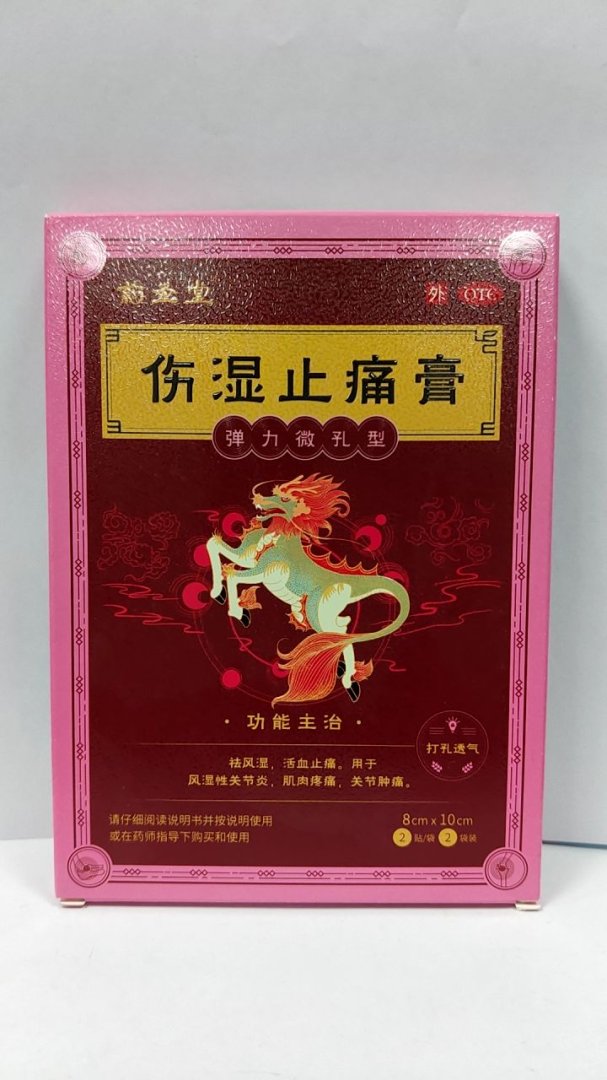 药圣堂
外 OTC
伤湿止痛膏
弹力微孔型
·功能主治·
祛风湿，活血止痛。用于
风湿性关节炎，肌肉疼痛，关节肿痛。
打孔透气
请仔细阅读说明书并按说明使用
或在药师指导下购买和使用
8cm x 10cm
2贴/袋 2袋装